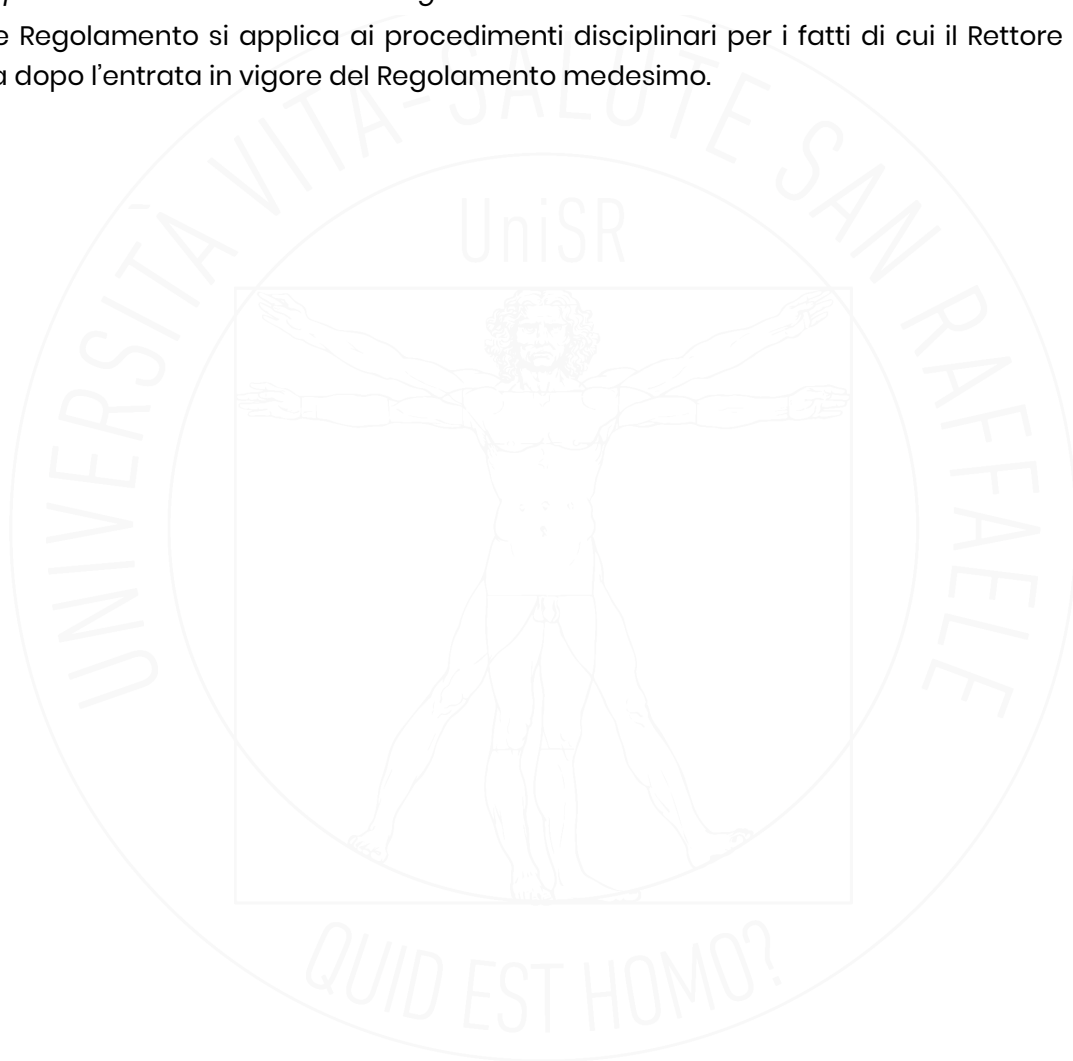 e Regolamento si applica ai procedimenti disciplinari per i fatti di cui il Rettore
a dopo l'entrata in vigore del Regolamento medesimo.
UNIVERSITÀ VITA-SALUTE SAN RAFFAELE
UniSR
QUID EST HOMO?